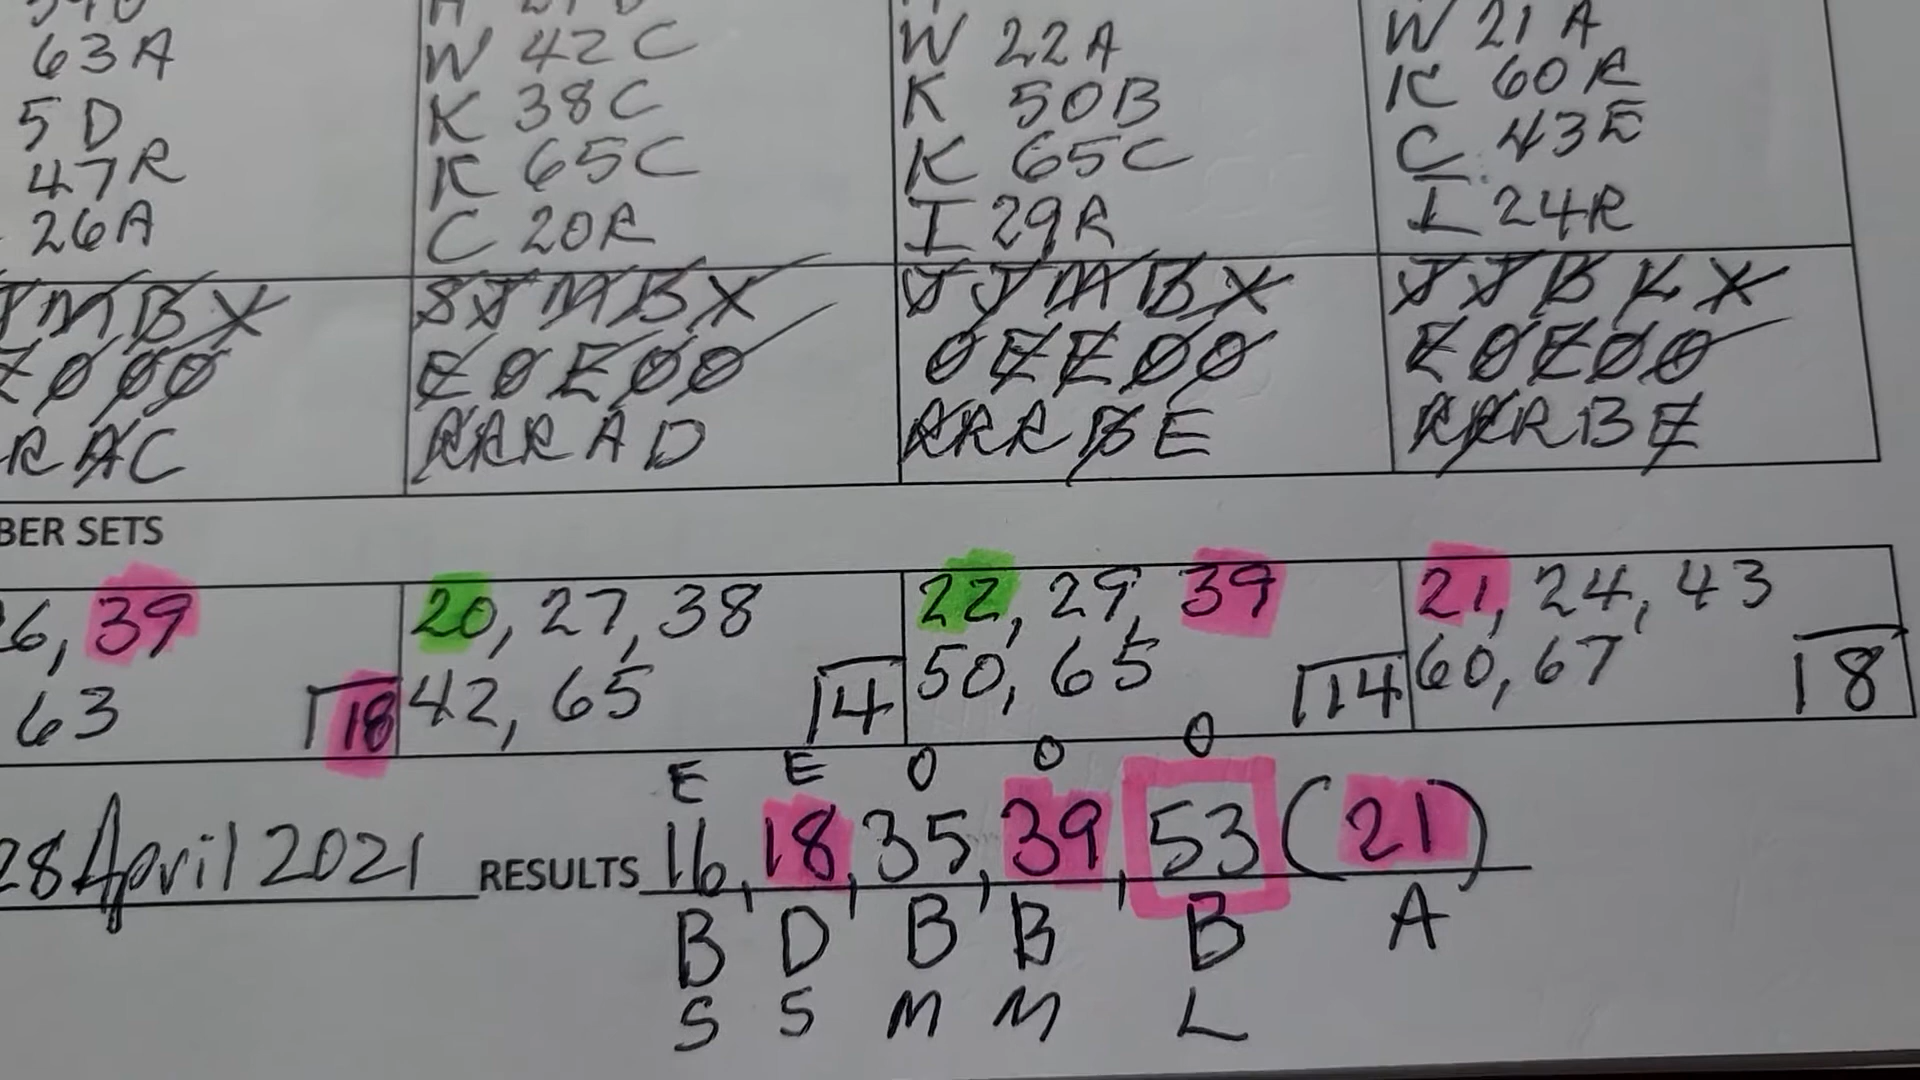 63A
5D
47R
26A
W 42C
K 38C
K 65C
C 20R
W 22A
K 50B
K 65C
I 29R
W 21A
K 60R
C 43E
I 24R
M B X
S J M B X
E O E O O
R R R A D
J J M B X
O E E O O
R R R B E
J J B K X
E O E O O
R R R B E
R A C
BER SETS
6, 39
63
18
20, 27, 38
42, 65
14
22, 29, 39
50, 65
14
21, 24, 43
60, 67
18
E E O O O
28 April 2021 RESULTS 16, 18, 35, 39, 53 (21)
B D B B B A
S S M M L